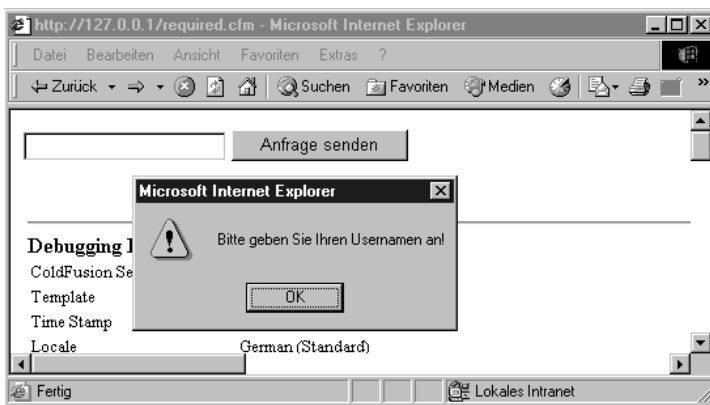 http://127.0.0.1/required.cfm - Microsoft Internet Explorer
Datei Bearbeiten Ansicht Favoriten Extras ?
Zurück Suchen Favoriten Medien »
Anfrage senden
Microsoft Internet Explorer
Bitte geben Sie Ihren Usernamen an!
OK
Debugging
ColdFusion Se
Template
Time Stamp
Locale German (Standard)
Fertig Lokales Intranet